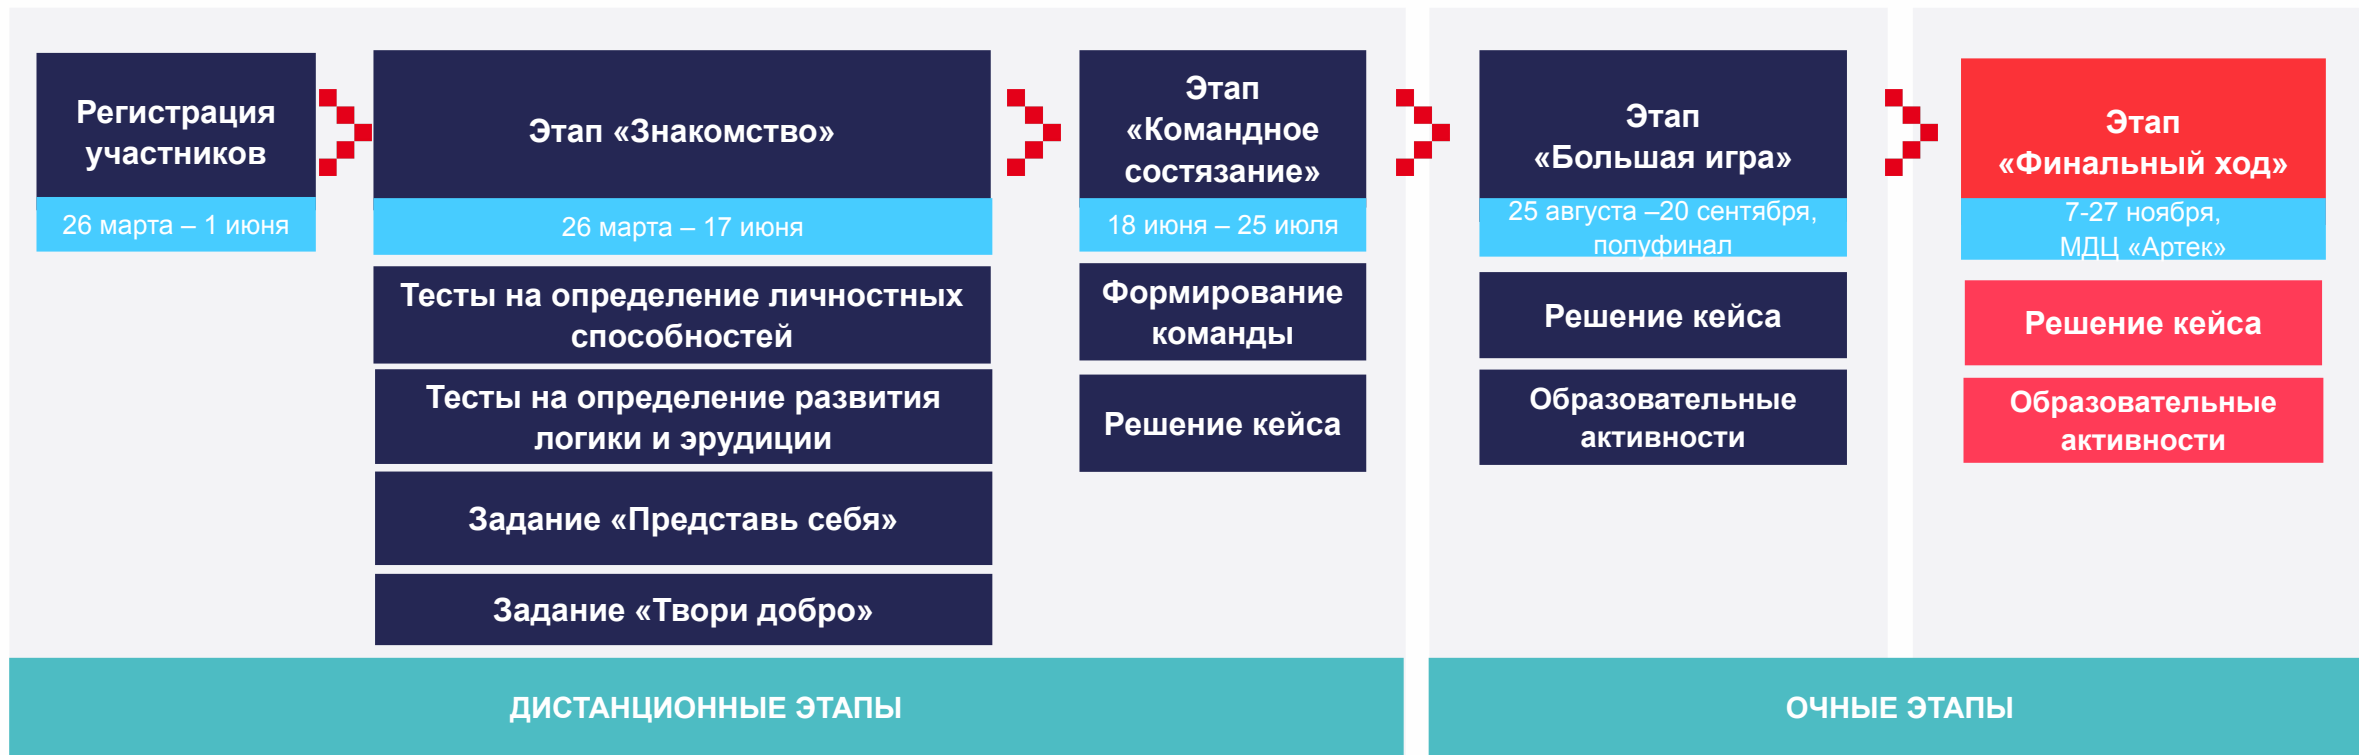 Регистрация
участников
26 марта – 1 июня
Этап «Знакомство»
26 марта – 17 июня
Тесты на определение личностных
способностей
Тесты на определение развития
логики и эрудиции
Задание «Представь себя»
Задание «Твори добро»
Этап
«Командное
состязание»
18 июня – 25 июля
Формирование
команды
Решение кейса
Этап
«Большая игра»
25 августа –20 сентября,
полуфинал
Решение кейса
Образовательные
активности
Этап
«Финальный ход»
7-27 ноября,
МДЦ «Артек»
Решение кейса
Образовательные
активности
ДИСТАНЦИОННЫЕ ЭТАПЫ
ОЧНЫЕ ЭТАПЫ